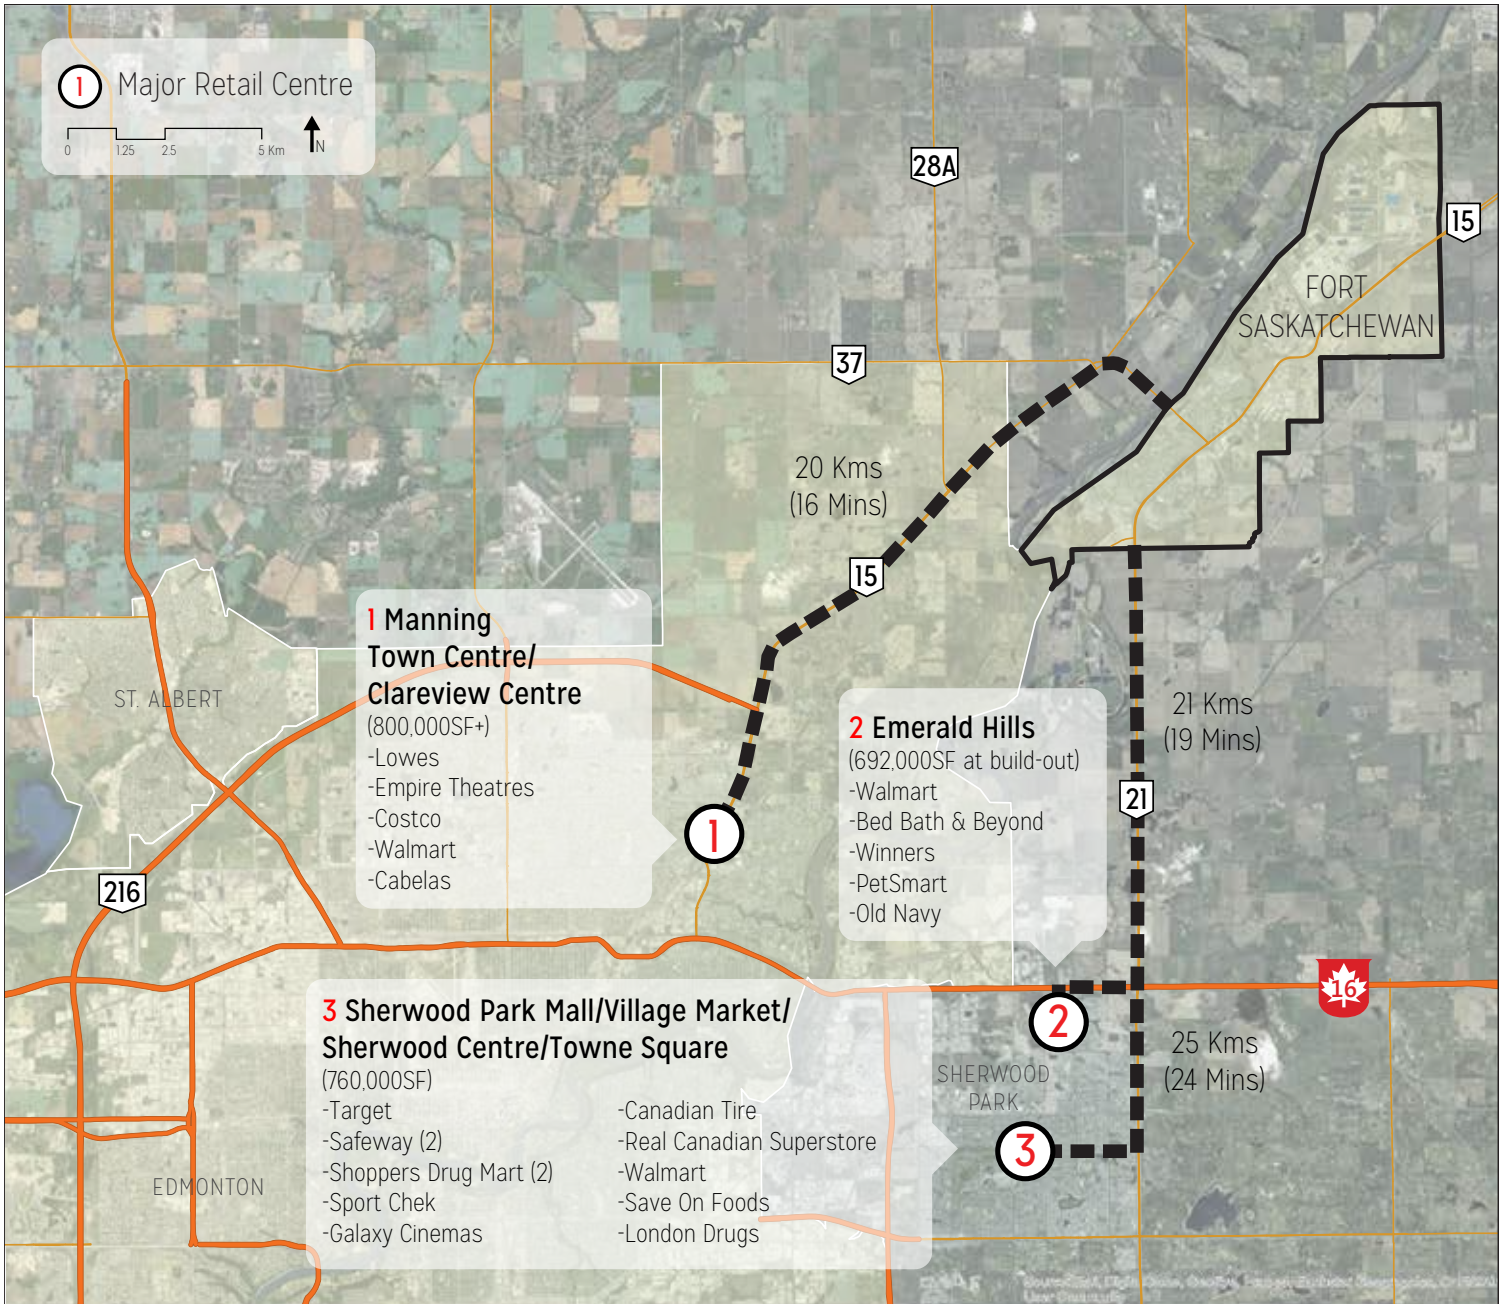 1 Major Retail Centre
0 1.25 2.5 5 Km
N
28A
15
FORT
SASKATCHEWAN
37
20 Kms
(16 Mins)
15
1 Manning
Town Centre/
Clareview Centre
(800,000SF+)
-Lowes
-Empire Theatres
-Costco
-Walmart
-Cabelas
ST. ALBERT
216
1
2 Emerald Hills
(692,000SF at build-out)
-Walmart
-Bed Bath & Beyond
-Winners
-PetSmart
-Old Navy
21 Kms
(19 Mins)
21
16
2
25 Kms
(24 Mins)
SHERWOOD
PARK
3
3 Sherwood Park Mall/Village Market/
Sherwood Centre/Towne Square
(760,000SF)
-Target
-Safeway (2)
-Shoppers Drug Mart (2)
-Sport Chek
-Galaxy Cinemas
-Canadian Tire
-Real Canadian Superstore
-Walmart
-Save On Foods
-London Drugs
EDMONTON